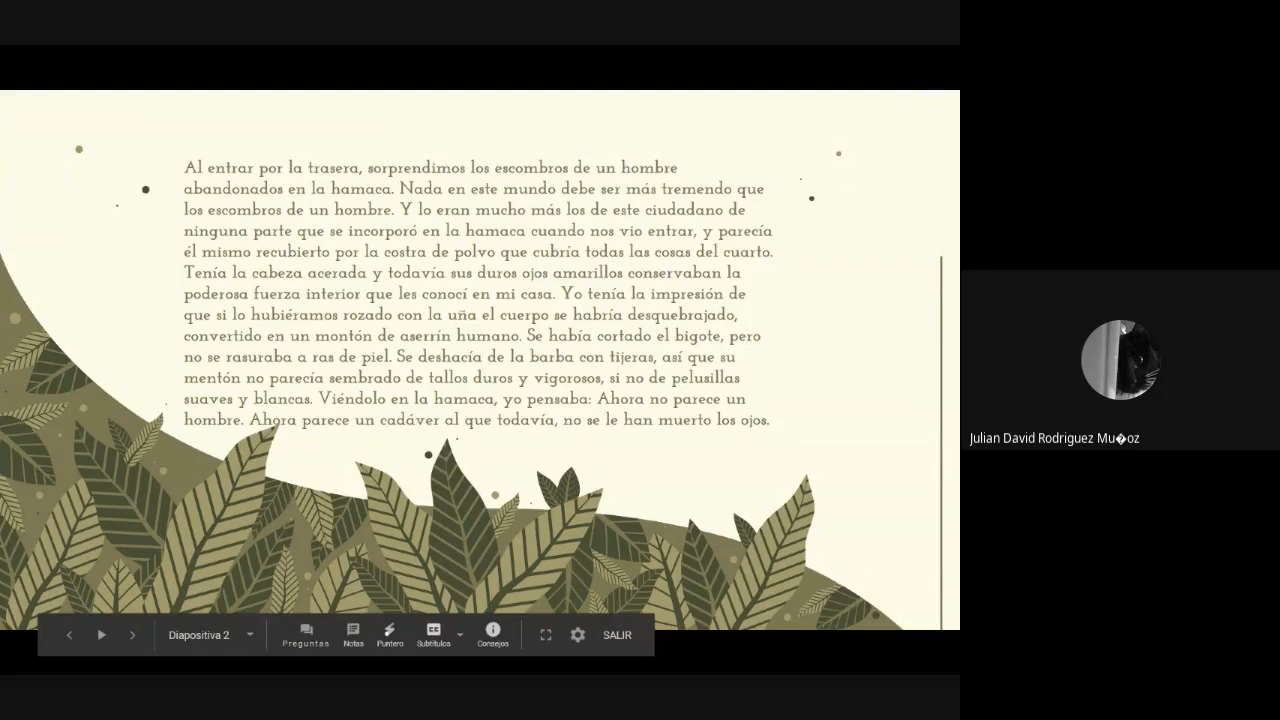 Al entrar por la trasera, sorprendimos los escombros de un hombre
abandonados en la hamaca. Nada en este mundo debe ser más tremendo que
los escombros de un hombre. Y lo eran mucho más los de este ciudadano de
ninguna parte que se incorporó en la hamaca cuando nos vio entrar, y parecía
él mismo recubierto por la costra de polvo que cubría todas las cosas del cuarto.
Tenía la cabeza acerada y todavía sus duros ojos amarillos conservaban la
poderosa fuerza interior que les conocí en mi casa. Yo tenía la impresión de
que si lo hubiéramos rozado con la uña el cuerpo se habría desquebrajado,
convertido en un montón de aserrín humano. Se había cortado el bigote, pero
no se rasuraba a ras de piel. Se deshacía de la barba con tijeras, así que su
mentón no parecía sembrado de tallos duros y vigorosos, si no de pelusillas
suaves y blancas. Viéndolo en la hamaca, yo pensaba: Ahora no parece un
hombre. Ahora parece un cadáver al que todavía, no se le han muerto los ojos.
Julian David Rodriguez Mu�oz
Diapositiva 2
Preguntas
Notas
Puntero
Subtítulos
Consejos
SALIR